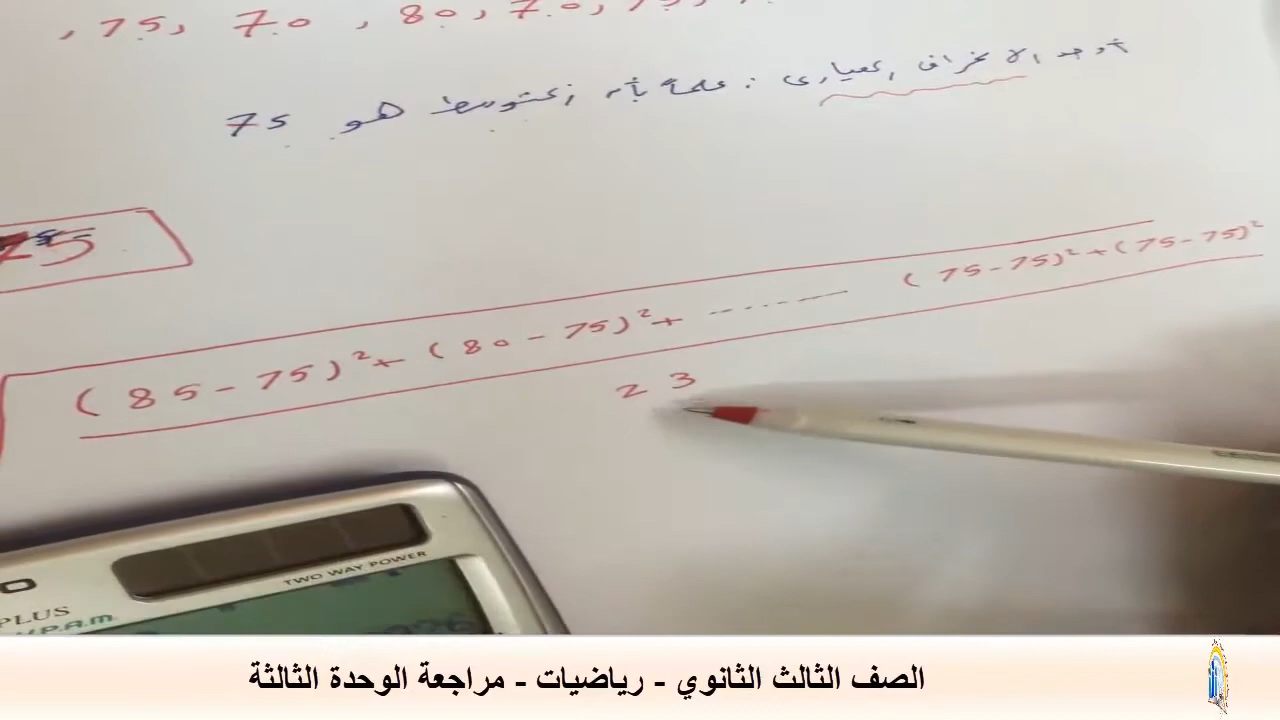 , 75, 70, 80, 70, 75,
أوجد الانحراف المعياري : علماً بأن المتوسط هو 75
75
(85-75)²+(80-75)²+ ........ (75-75)²+(75-75)²
23
TWO WAY POWER
PLUS
V.P.A.M.
الصف الثالث الثانوي - رياضيات - مراجعة الوحدة الثالثة